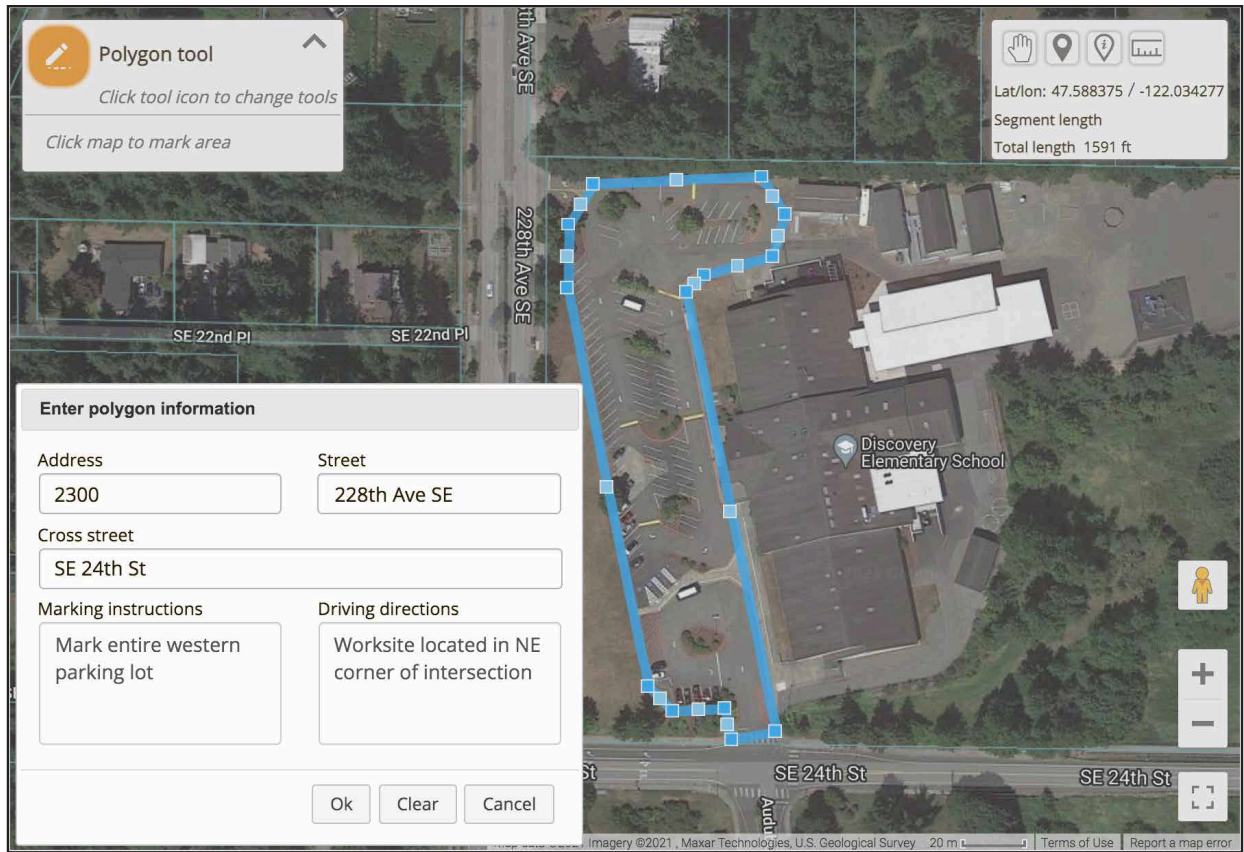 Polygon tool
Click tool icon to change tools
Click map to mark area
th Ave SE
Lat/lon: 47.588375 / -122.034277
Segment length
Total length 1591 ft
228th Ave SE
SE 22nd Pl
SE 22nd Pl
Discovery
Elementary School
Enter polygon information
Address
Street
2300
228th Ave SE
Cross street
SE 24th St
Marking instructions
Driving directions
Mark entire western
parking lot
Worksite located in NE
corner of intersection
Ok
Clear
Cancel
St
SE 24th St
SE 24th St
Imagery ©2021 , Maxar Technologies, U.S. Geological Survey
20 m
Terms of Use
Report a map error